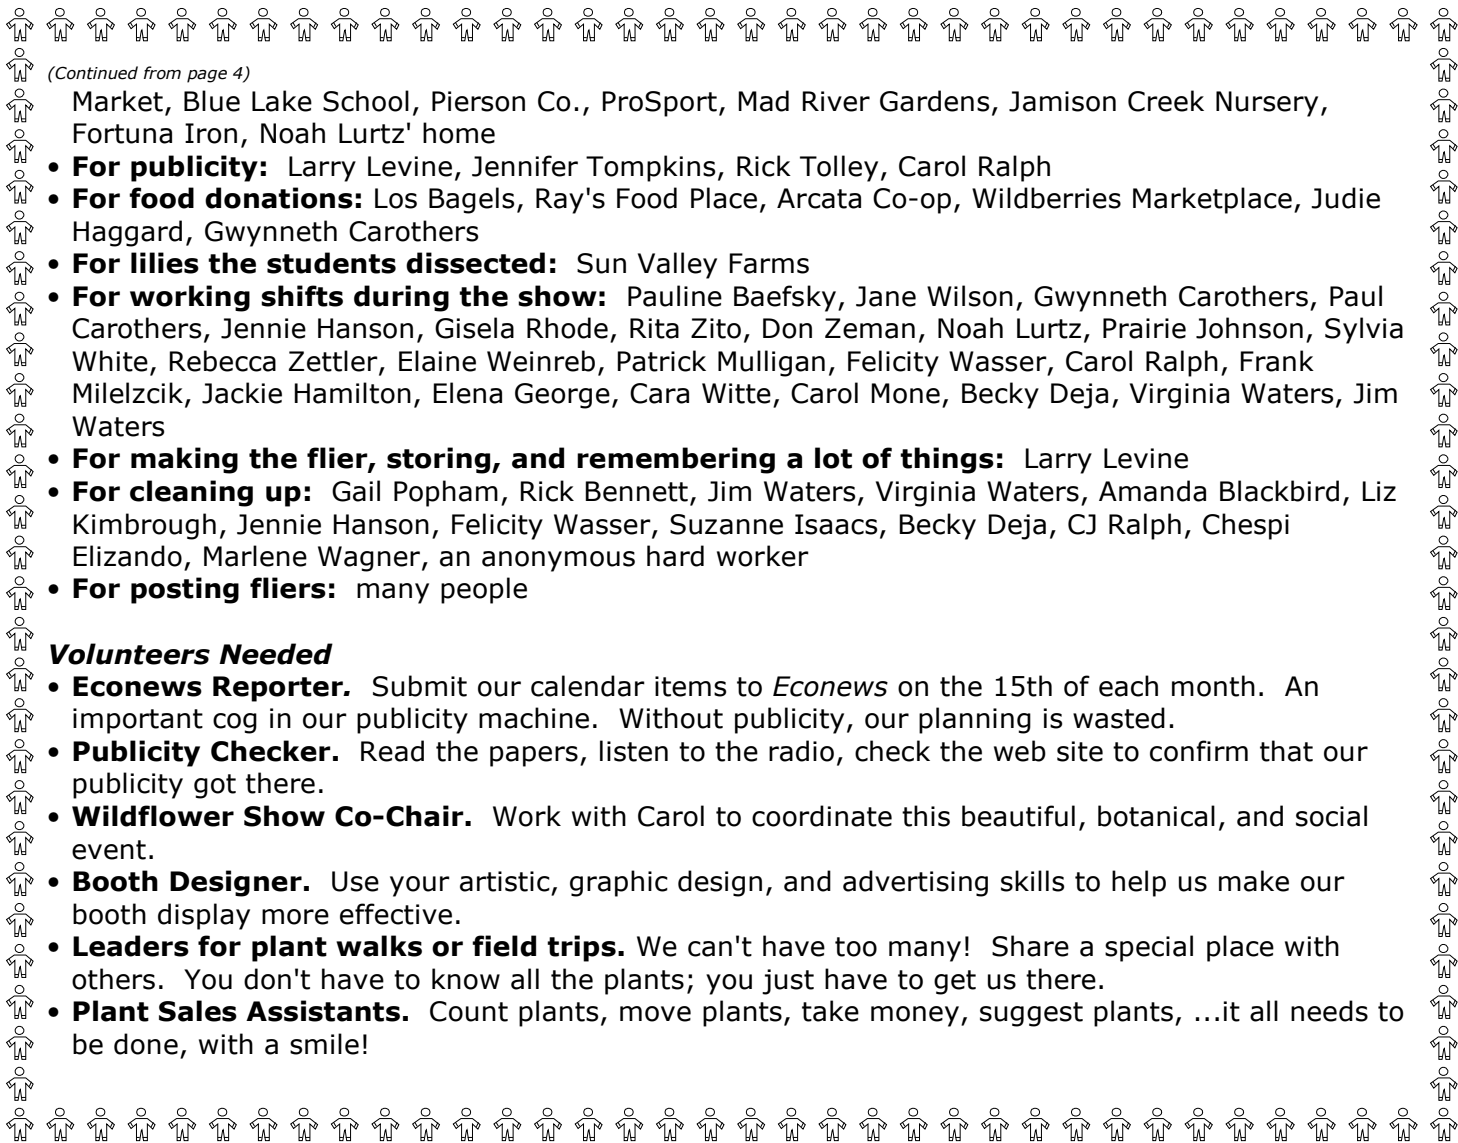 (Continued from page 4)
Market, Blue Lake School, Pierson Co., ProSport, Mad River Gardens, Jamison Creek Nursery,
Fortuna Iron, Noah Lurtz' home
• For publicity:  Larry Levine, Jennifer Tompkins, Rick Tolley, Carol Ralph
• For food donations: Los Bagels, Ray's Food Place, Arcata Co-op, Wildberries Marketplace, Judie
Haggard, Gwynneth Carothers
• For lilies the students dissected:  Sun Valley Farms
• For working shifts during the show:  Pauline Baefsky, Jane Wilson, Gwynneth Carothers, Paul
Carothers, Jennie Hanson, Gisela Rhode, Rita Zito, Don Zeman, Noah Lurtz, Prairie Johnson, Sylvia
White, Rebecca Zettler, Elaine Weinreb, Patrick Mulligan, Felicity Wasser, Carol Ralph, Frank
Milelzcik, Jackie Hamilton, Elena George, Cara Witte, Carol Mone, Becky Deja, Virginia Waters, Jim
Waters
• For making the flier, storing, and remembering a lot of things:  Larry Levine
• For cleaning up:  Gail Popham, Rick Bennett, Jim Waters, Virginia Waters, Amanda Blackbird, Liz
Kimbrough, Jennie Hanson, Felicity Wasser, Suzanne Isaacs, Becky Deja, CJ Ralph, Chespi
Elizando, Marlene Wagner, an anonymous hard worker
• For posting fliers:  many people
Volunteers Needed
• Econews Reporter.  Submit our calendar items to Econews on the 15th of each month.  An
important cog in our publicity machine.  Without publicity, our planning is wasted.
• Publicity Checker.  Read the papers, listen to the radio, check the web site to confirm that our
publicity got there.
• Wildflower Show Co-Chair.  Work with Carol to coordinate this beautiful, botanical, and social
event.
• Booth Designer.  Use your artistic, graphic design, and advertising skills to help us make our
booth display more effective.
• Leaders for plant walks or field trips. We can't have too many!  Share a special place with
others.  You don't have to know all the plants; you just have to get us there.
• Plant Sales Assistants.  Count plants, move plants, take money, suggest plants, ...it all needs to
be done, with a smile!